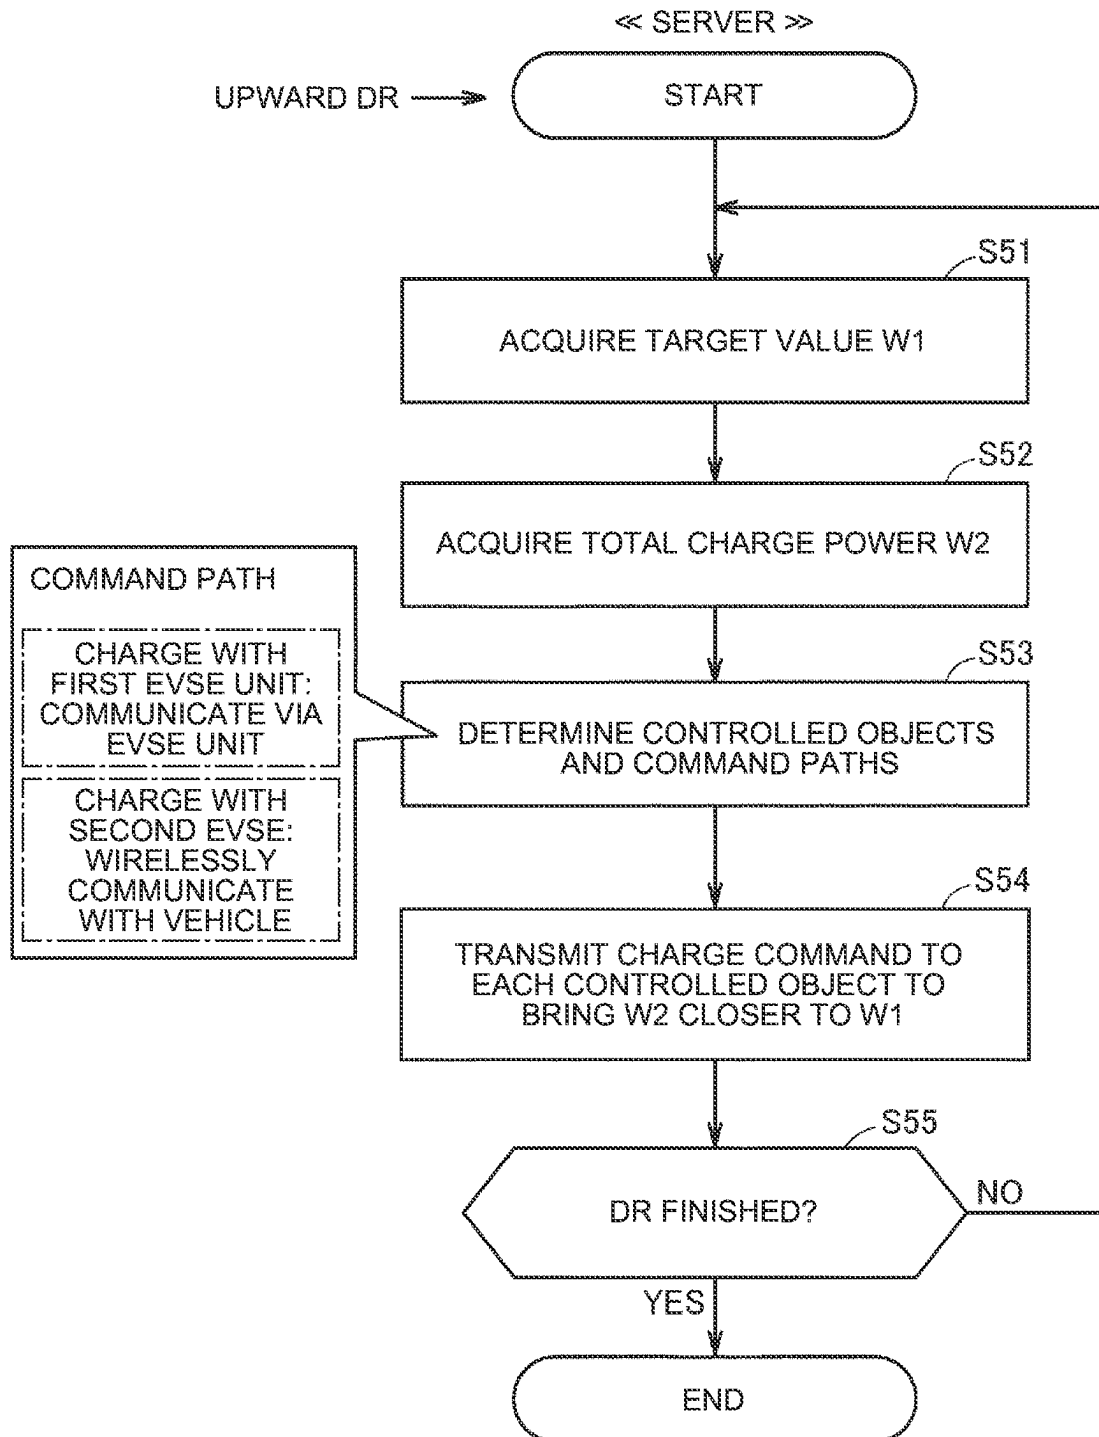 ≪ SERVER ≫
UPWARD DR
START
S51
ACQUIRE TARGET VALUE W1
S52
ACQUIRE TOTAL CHARGE POWER W2
COMMAND PATH
CHARGE WITH
FIRST EVSE UNIT:
COMMUNICATE VIA
EVSE UNIT
CHARGE WITH
SECOND EVSE:
WIRELESSLY
COMMUNICATE
WITH VEHICLE
S53
DETERMINE CONTROLLED OBJECTS
AND COMMAND PATHS
S54
TRANSMIT CHARGE COMMAND TO
EACH CONTROLLED OBJECT TO
BRING W2 CLOSER TO W1
S55
DR FINISHED?
NO
YES
END